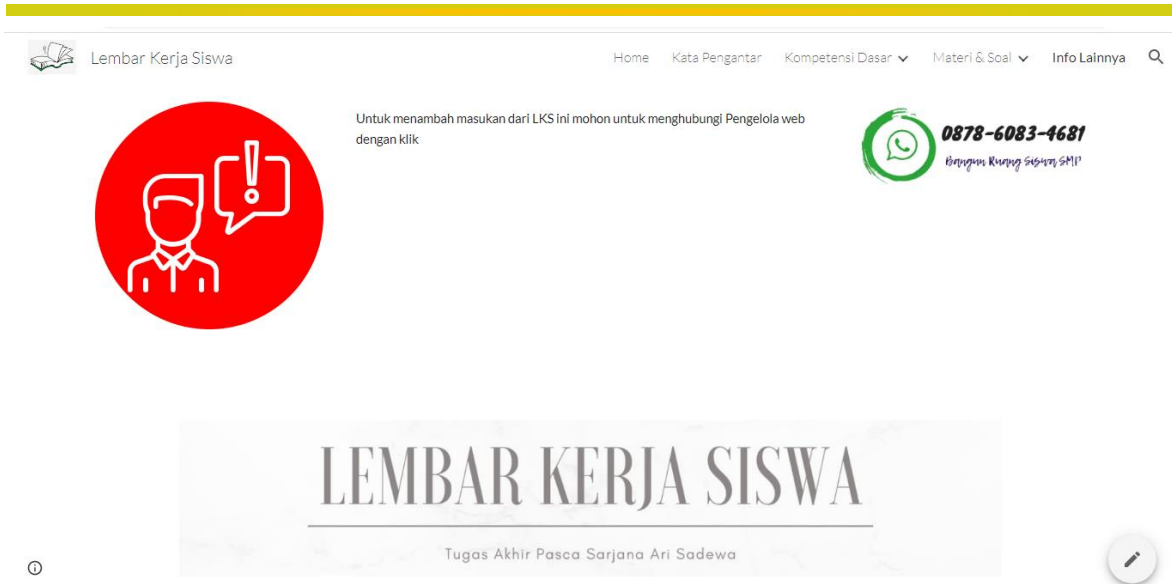 Lembar Kerja Siswa
Home Kata Pengantar Kompetensi Dasar Materi & Soal Info Lainnya
Untuk menambah masukan dari LKS ini mohon untuk menghubungi Pengelola web
dengan klik
0878-6083-4681
Bangun Ruang Siswa SMP
LEMBAR KERJA SISWA
Tugas Akhir Pasca Sarjana Ari Sadewa